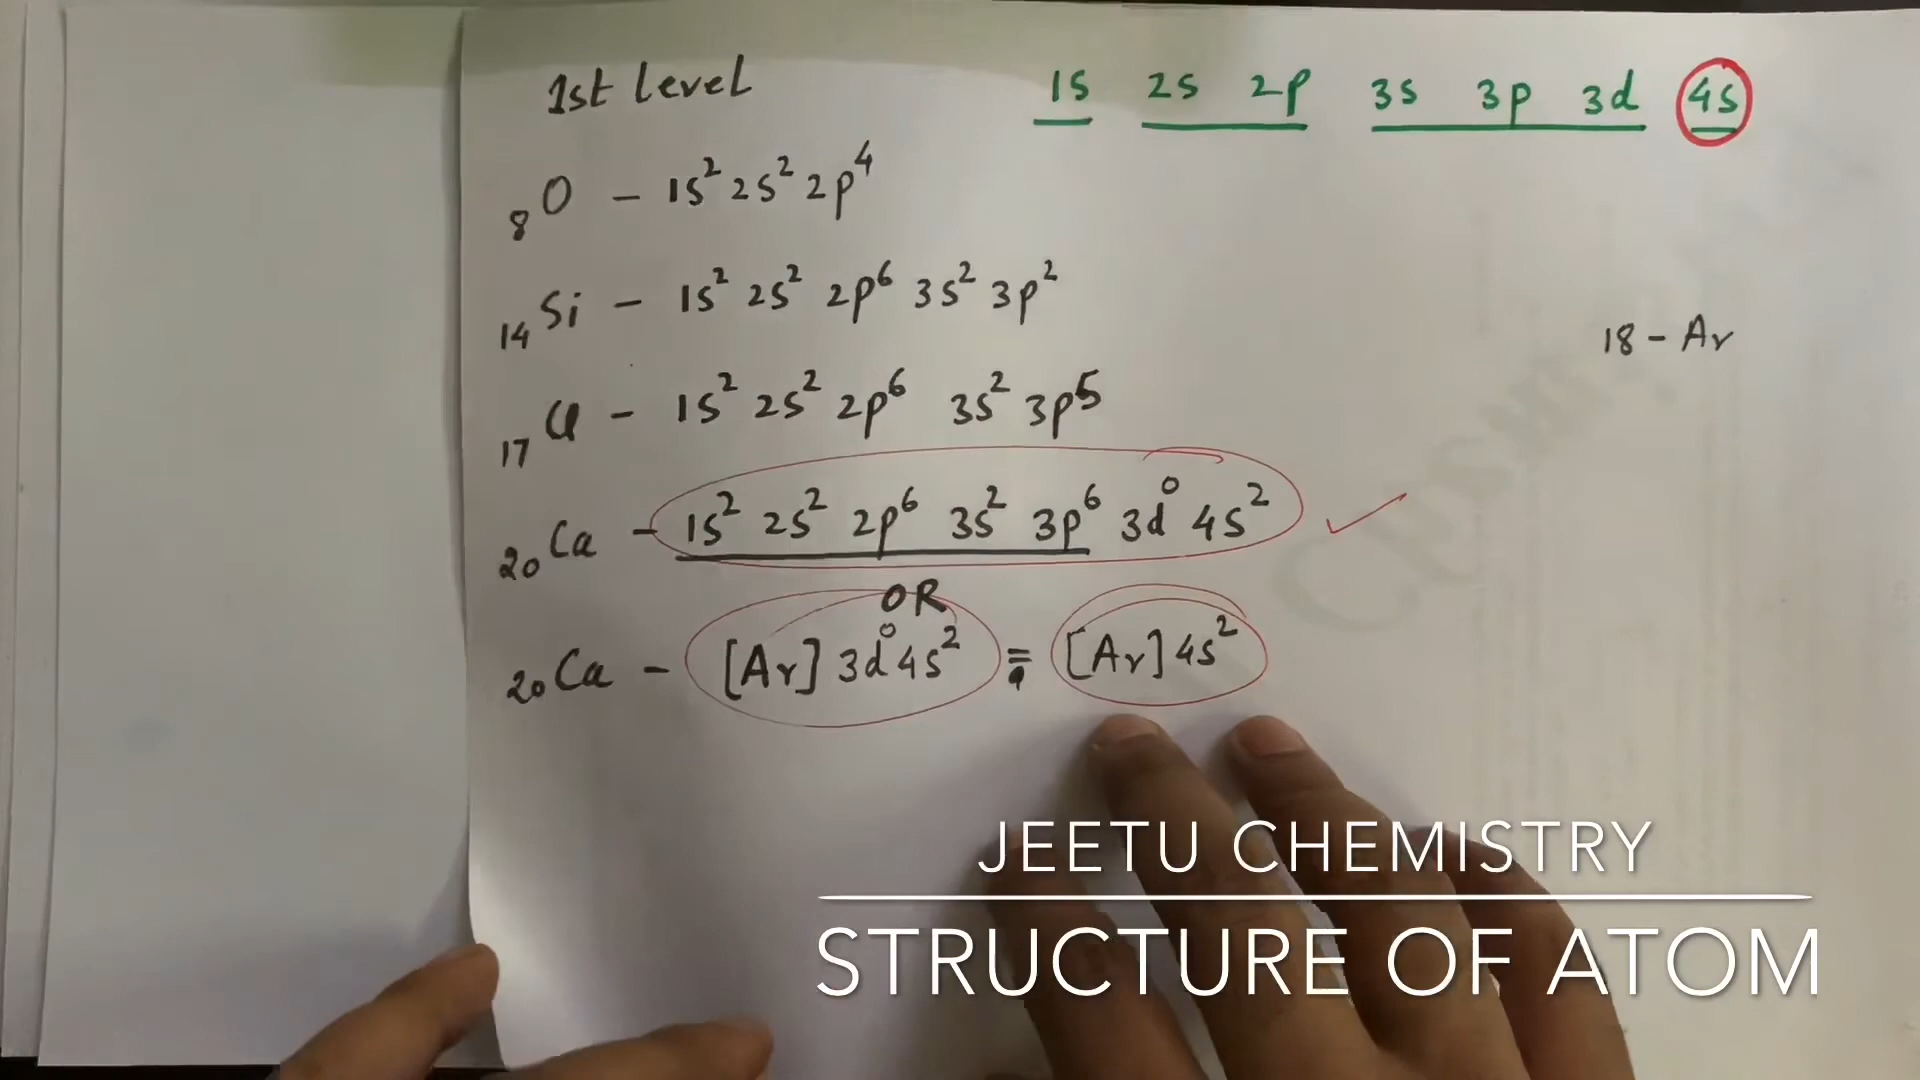 1st level
1s 2s 2p 3s 3p 3d 4s
₈O – 1s² 2s² 2p⁴
₁₄Si – 1s² 2s² 2p⁶ 3s² 3p²
18 – Ar
₁₇Cl – 1s² 2s² 2p⁶ 3s² 3p⁵
₂₀Ca – 1s² 2s² 2p⁶ 3s² 3p⁶ 3d⁰ 4s² ✓
OR
₂₀Ca – [Ar] 3d⁰ 4s² = [Ar] 4s²
JEETU CHEMISTRY
STRUCTURE OF ATOM